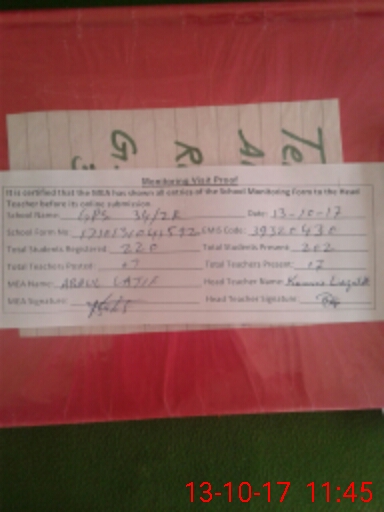 Te
A
R
G
Monitoring Visit Proof
It is certified that the MEA has shown all entries of the School Monitoring Form to the Head
Teacher before its online submission.
School Name: GPS 34/2R Date: 13-10-17
School Form No: CMS Code: 39320430
Total Students Registered: 220 Total Students Present: 202
Total Teachers Posted: 07 Total Teachers Present: 07
MEA Name: ABDUL LATIF Head Teacher Name:
MEA Signature: Head Teacher Signature:
13-10-17 11:45